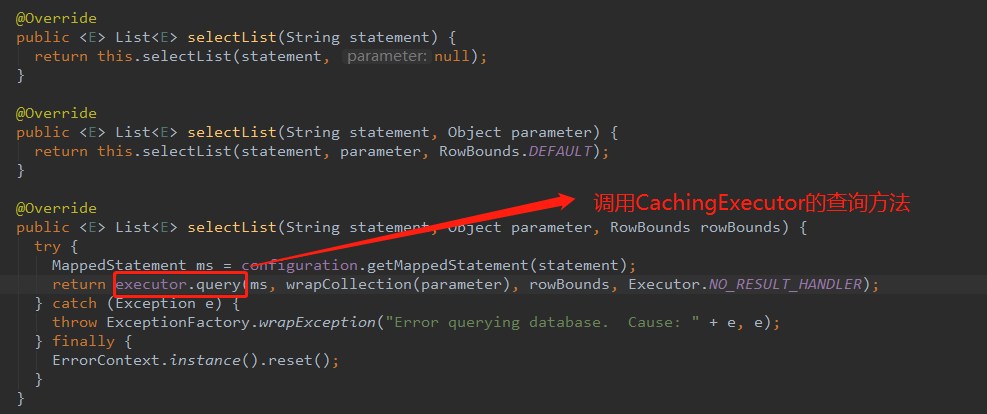 @Override
public <E> List<E> selectList(String statement) {
return this.selectList(statement, parameter: null);
}
@Override
public <E> List<E> selectList(String statement, Object parameter) {
return this.selectList(statement, parameter, RowBounds.DEFAULT);
}
调用CachingExecutor的查询方法
@Override
public <E> List<E> selectList(String statement, Object parameter, RowBounds rowBounds) {
try {
MappedStatement ms = configuration.getMappedStatement(statement);
return executor.query(ms, wrapCollection(parameter), rowBounds, Executor.NO_RESULT_HANDLER);
} catch (Exception e) {
throw ExceptionFactory.wrapException("Error querying database.  Cause: " + e, e);
} finally {
ErrorContext.instance().reset();
}
}